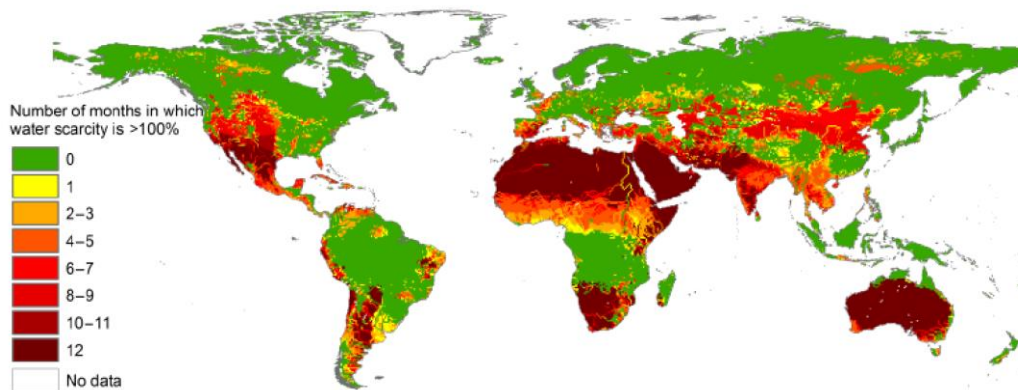 Number of months in which
water scarcity is >100%
0
1
2–3
4–5
6–7
8–9
10–11
12
No data